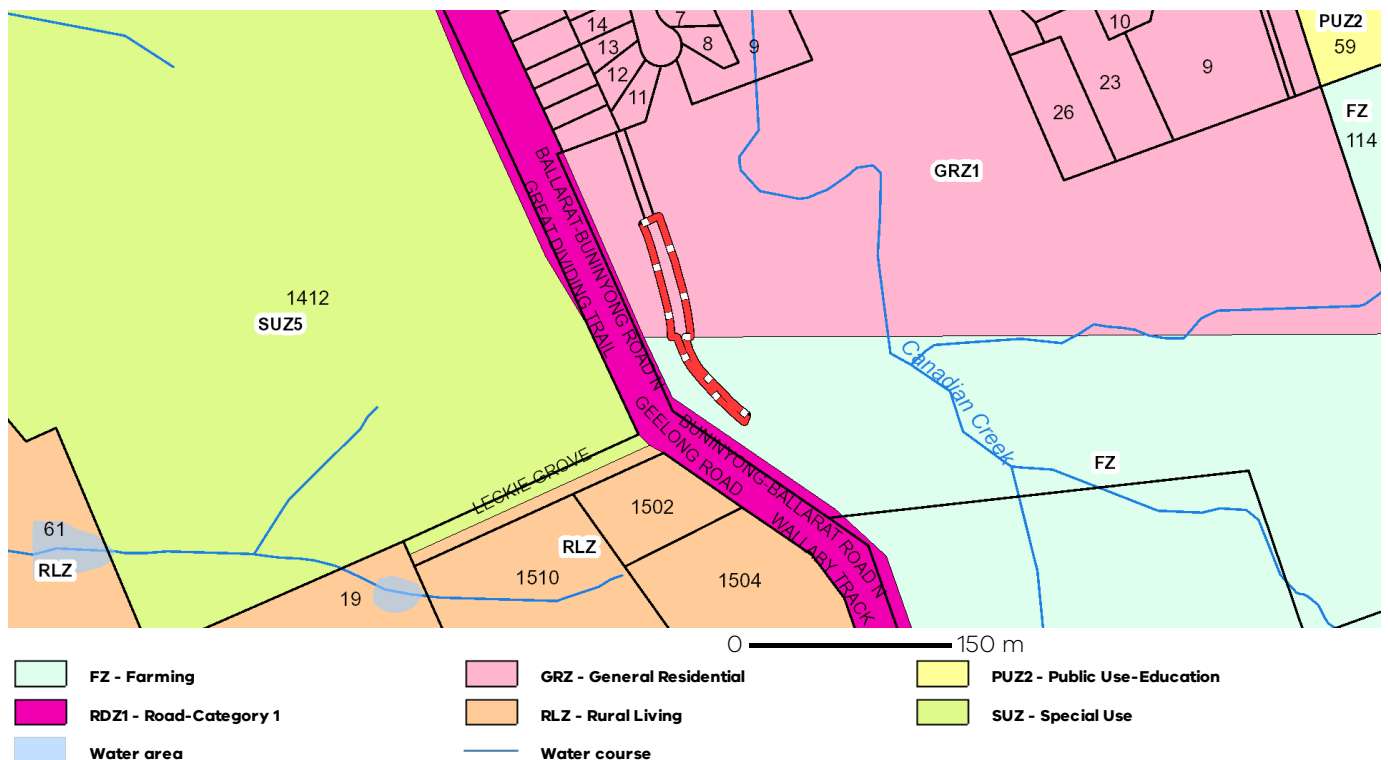 14
7
10
PUZ2
59
13
8
9
12
9
11
23
26
FZ
114
GRZ1
BALLARAT-BUNINYONG ROAD N
GREAT DIVIDING TRAIL
1412
SUZ5
Canadian Creek
GEELONG ROAD
BUNINYONG-BALLARAT ROAD N
WALLABY TRACK
LECKIE GROVE
FZ
1502
61
RLZ
RLZ
1510
1504
19
0 150 m
FZ - Farming
GRZ - General Residential
PUZ2 - Public Use-Education
RDZ1 - Road-Category 1
RLZ - Rural Living
SUZ - Special Use
Water area
Water course